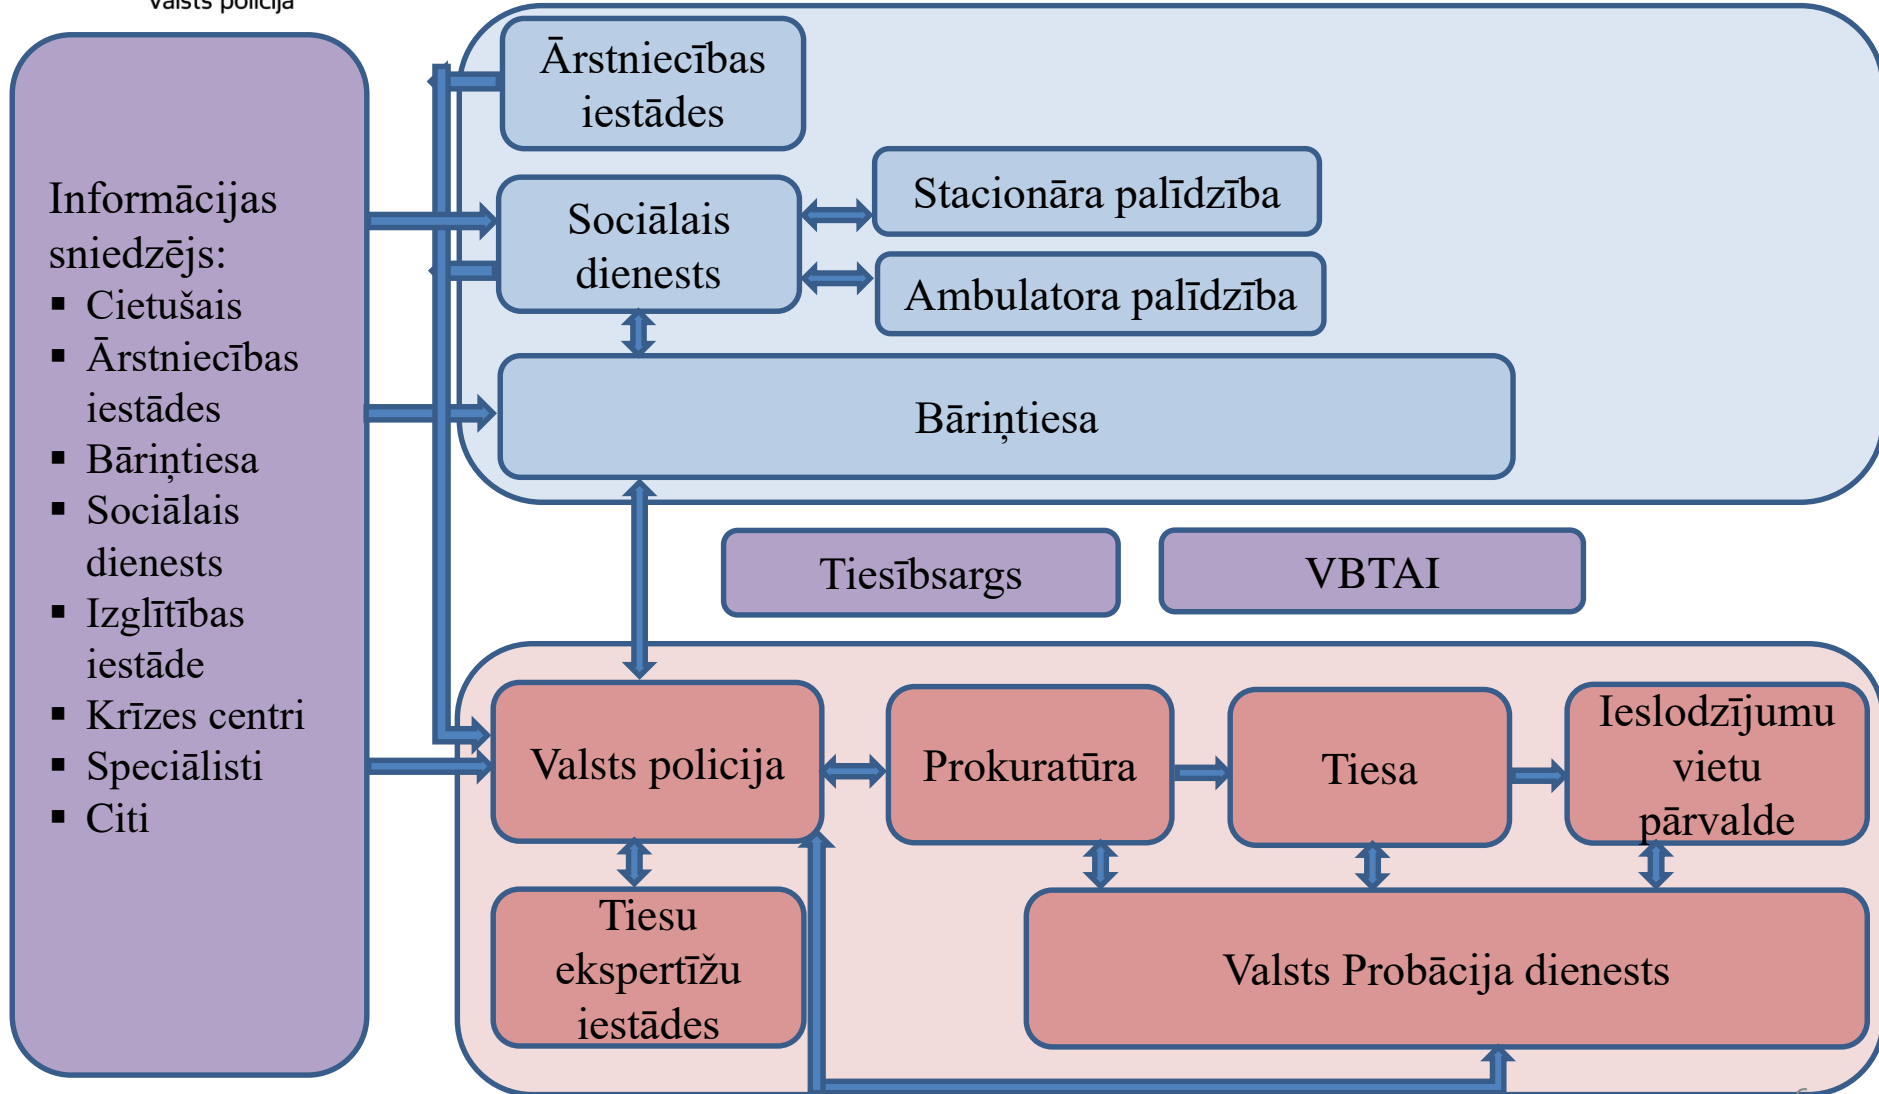 Valsts policija
Informācijas
sniedzējs:
▪ Cietušais
▪ Ārstniecības
iestādes
▪ Bāriņtiesa
▪ Sociālais
dienests
▪ Izglītības
iestāde
▪ Krīzes centri
▪ Speciālisti
▪ Citi
Ārstniecības
iestādes
Sociālais
dienests
Stacionāra palīdzība
Ambulatora palīdzība
Bāriņtiesa
Tiesībsargs
VBTAI
Valsts policija
Prokuratūra
Tiesa
Ieslodzījumu
vietu
pārvalde
Tiesu
ekspertīžu
iestādes
Valsts Probācija dienests